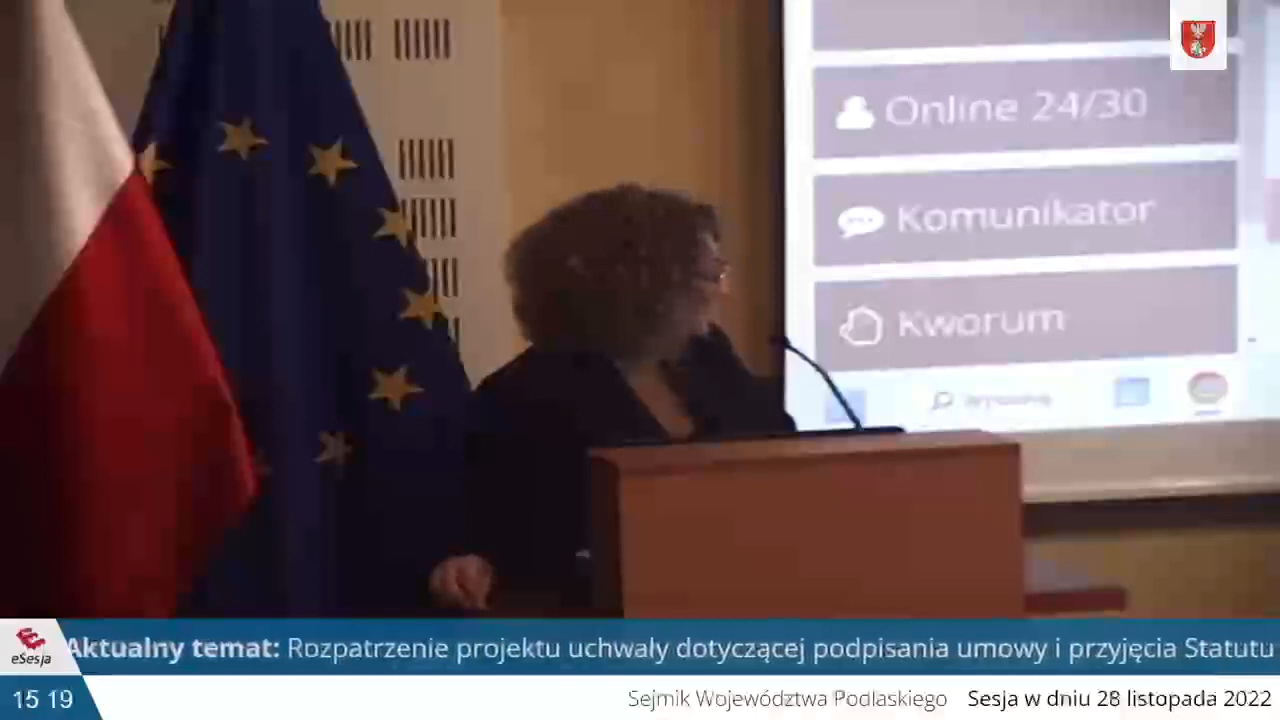 Online 24/30
Komunikator
Kworum
Aktualny temat: Rozpatrzenie projektu uchwały dotyczącej podpisania umowy i przyjęcia Statutu
eSesja
15 19
Sejmik Województwa Podlaskiego Sesja w dniu 28 listopada 2022